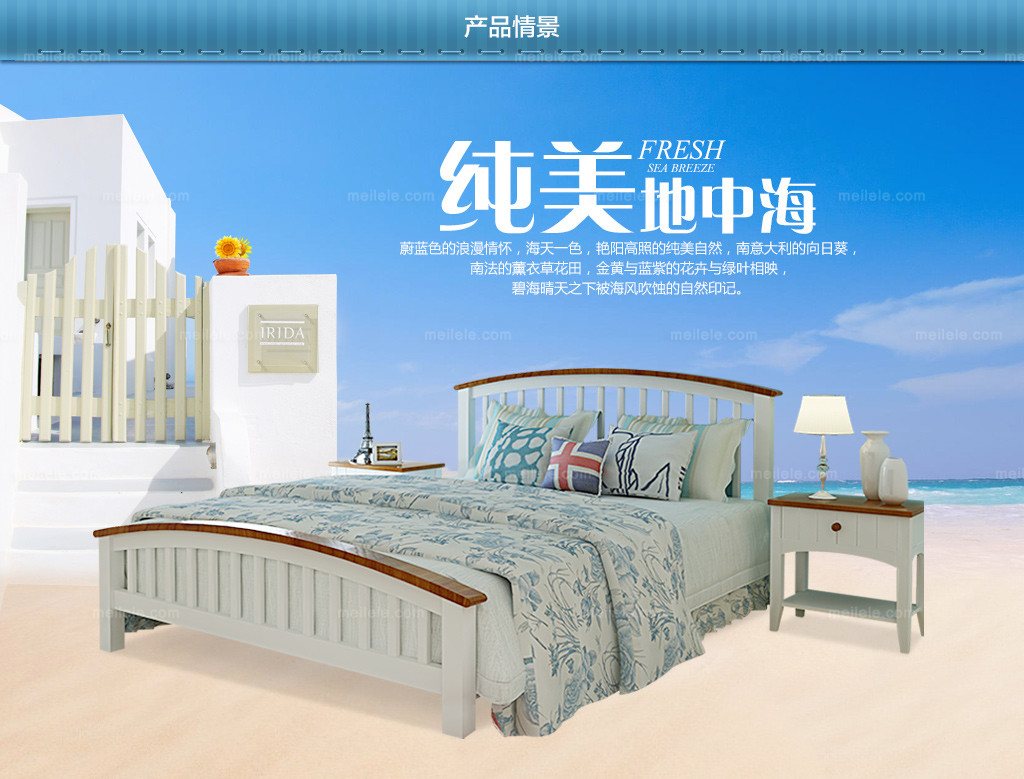 产品情景
纯美 FRESH
SEA BREEZE
地中海
蔚蓝色的浪漫情怀，海天一色，艳阳高照的纯美自然，南意大利的向日葵，
南法的薰衣草花田，金黄与蓝紫的花卉与绿叶相映，
碧海晴天之下被海风吹蚀的自然印记。
IRIDA
meilele.com